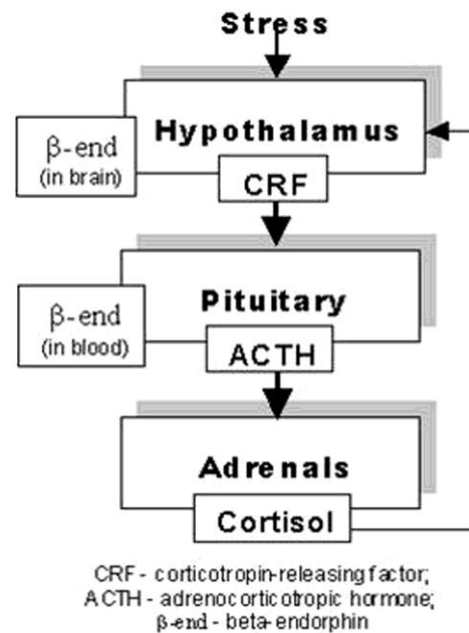 Stress
Hypothalamus
β-end
(in brain)
CRF
Pituitary
β-end
(in blood)
ACTH
Adrenals
Cortisol
CRF - corticotropin-releasing factor;
ACTH - adrenocorticotropic hormone;
β-end - beta-endorphin